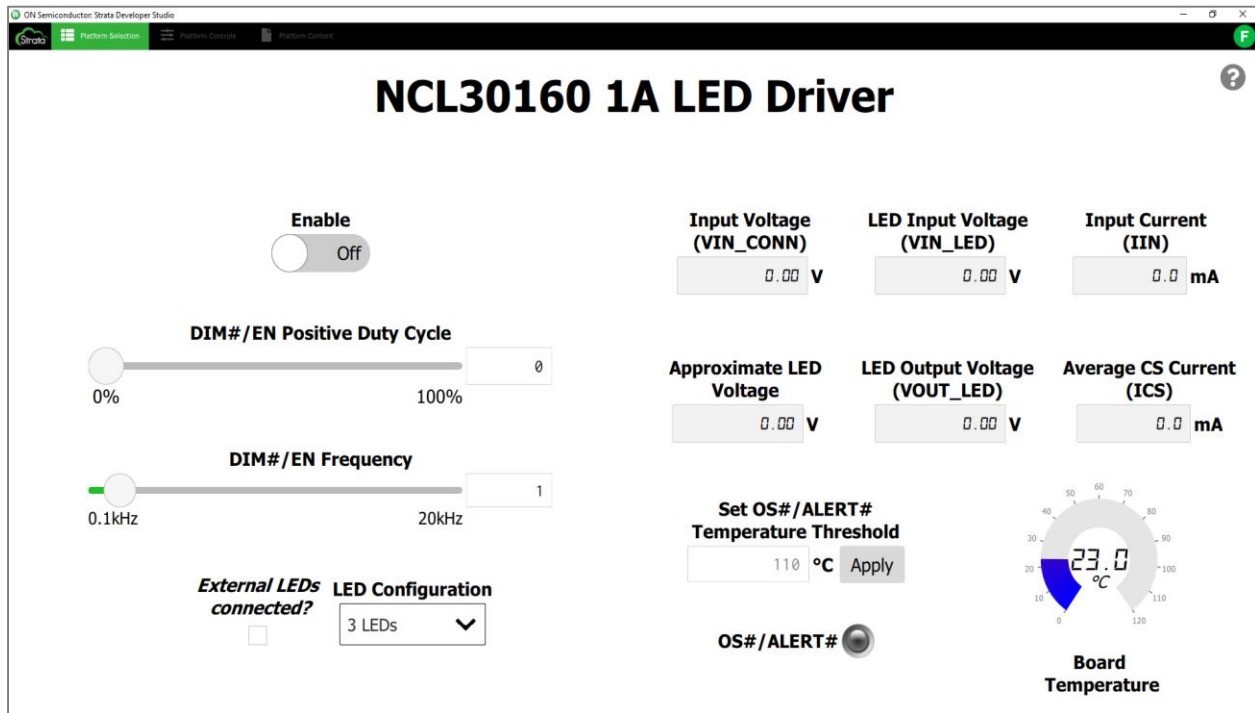 ON Semiconductor: Strata Developer Studio
Strata
Platform Selection
Platform Controls
Platform Content
F
?
NCL30160 1A LED Driver
Enable
Off
DIM#/EN Positive Duty Cycle
0
0%
100%
DIM#/EN Frequency
1
0.1kHz
20kHz
External LEDs
connected?
LED Configuration
3 LEDs
Input Voltage
(VIN_CONN)
0.00 V
LED Input Voltage
(VIN_LED)
0.00 V
Input Current
(IIN)
0.0 mA
Approximate LED
Voltage
0.00 V
LED Output Voltage
(VOUT_LED)
0.00 V
Average CS Current
(ICS)
0.0 mA
Set OS#/ALERT#
Temperature Threshold
110 °C Apply
OS#/ALERT#
0
10
20
30
40
50
60
70
80
90
100
110
120
23.0
°C
Board
Temperature